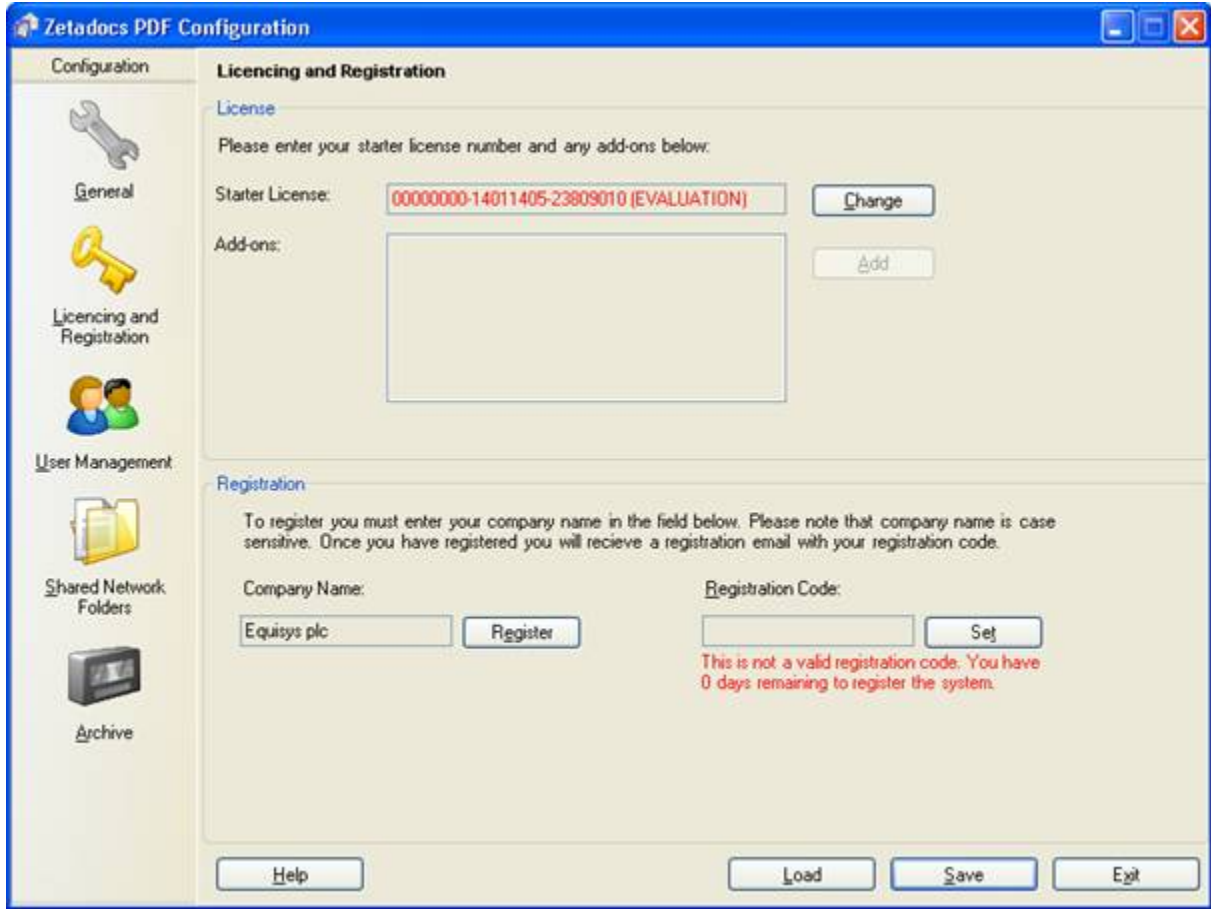 Zetadocs PDF Configuration
Configuration
General
Licencing and
Registration
User Management
Shared Network
Folders
Archive
Licencing and Registration
License
Please enter your starter license number and any add-ons below:
Starter License:
00000000-14011405-23809010 (EVALUATION)
Change
Add-ons:
Add
Registration
To register you must enter your company name in the field below. Please note that company name is case
sensitive. Once you have registered you will recieve a registration email with your registration code.
Company Name:
Equisys plc
Register
Registration Code:
Set
This is not a valid registration code. You have
0 days remaining to register the system.
Help
Load
Save
Exit